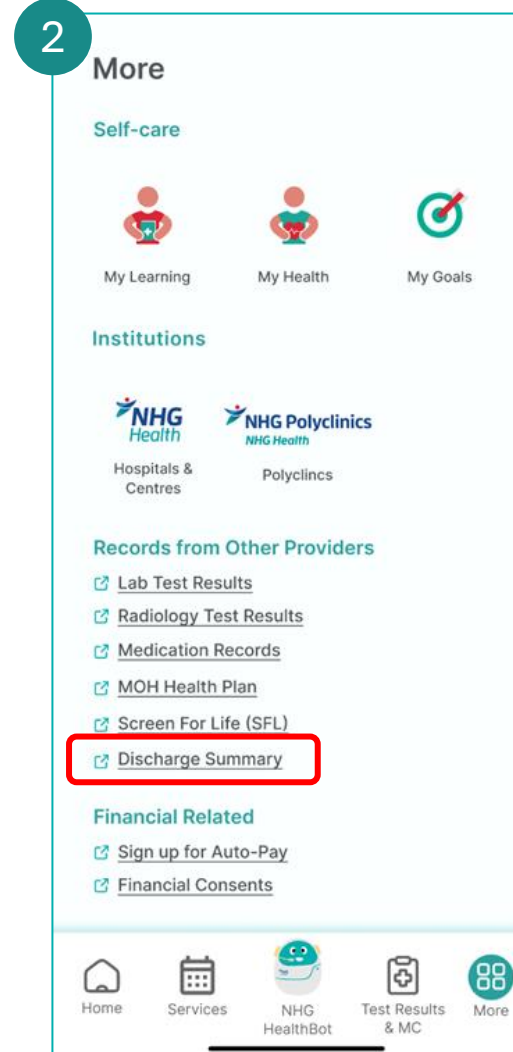 2
More
Self-care
My Learning
My Health
My Goals
Institutions
NHG
Health
NHG Polyclinics
NHG Health
Hospitals &
Centres
Polyclincs
Records from Other Providers
Lab Test Results
Radiology Test Results
Medication Records
MOH Health Plan
Screen For Life (SFL)
Discharge Summary
Financial Related
Sign up for Auto-Pay
Financial Consents
Home
Services
NHG
HealthBot
Test Results
& MC
More